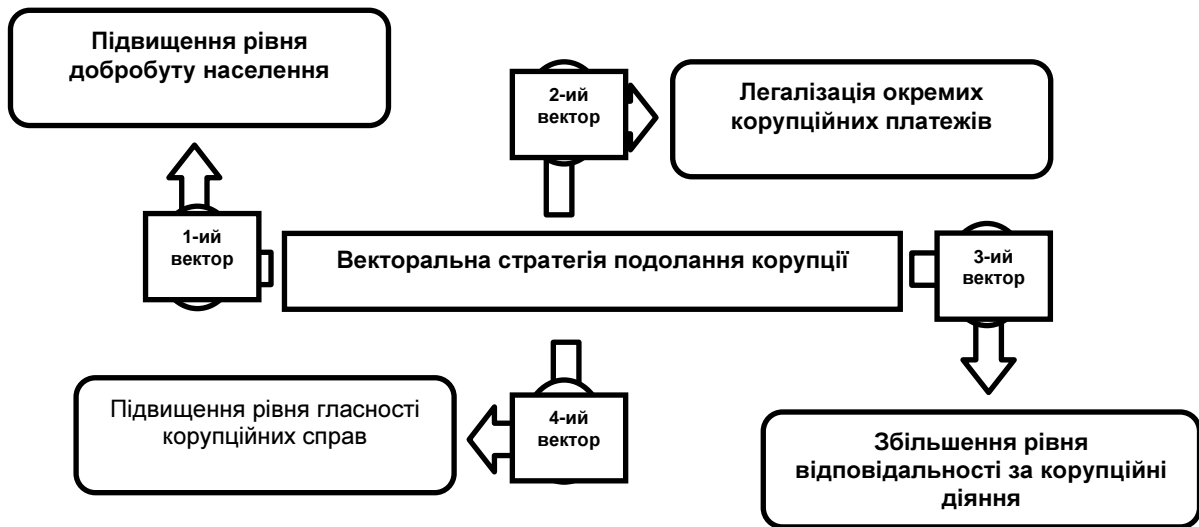 Підвищення рівня
добробуту населення
2-ий
вектор
Легалізація окремих
корупційних платежів
1-ий
вектор
Векторальна стратегія подолання корупції
3-ий
вектор
Підвищення рівня гласності
корупційних справ
4-ий
вектор
Збільшення рівня
відповідальності за корупційні
діяння